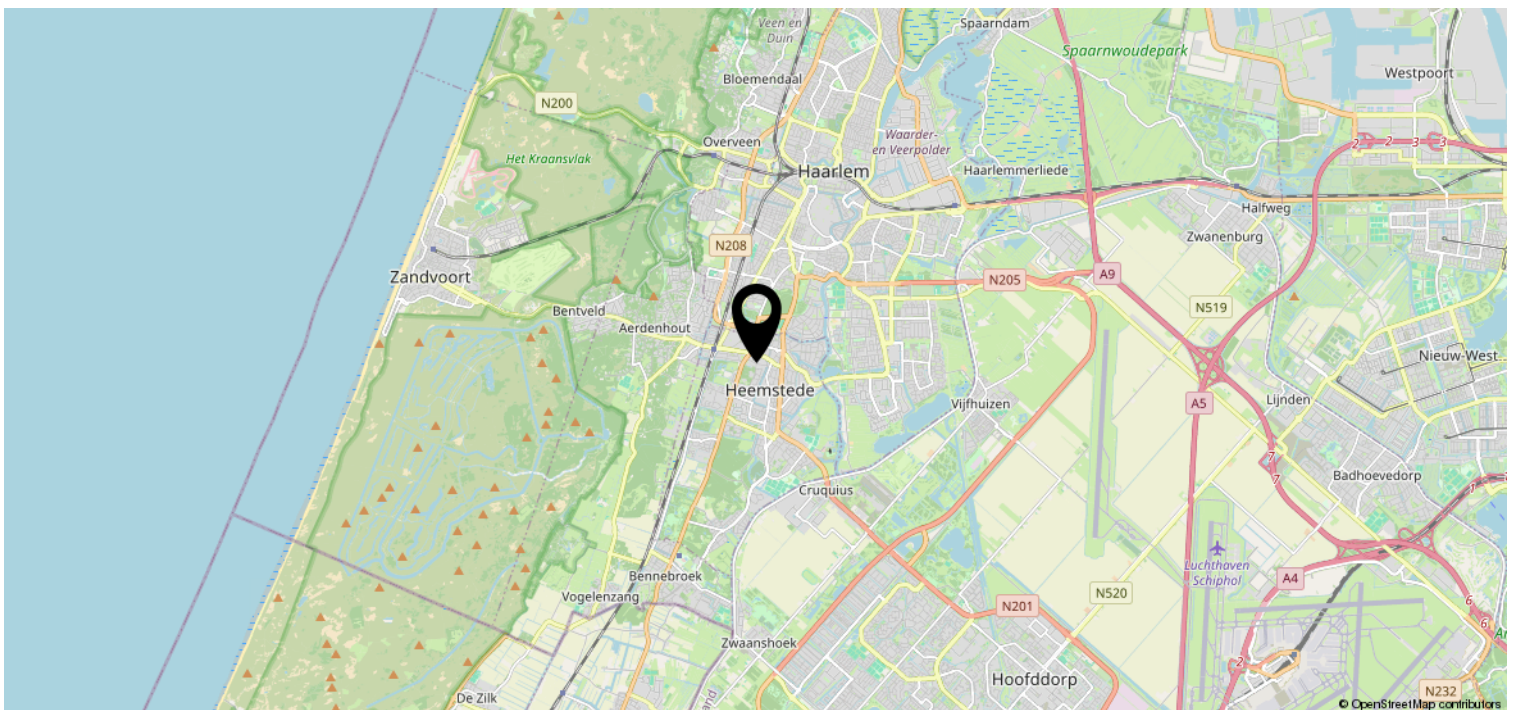 Veen en
Duin
Spaarndam
Spaarnwoudepark
Westpoort
Bloemendaal
N200
Overveen
Waarder-
en Veerpolder
2
2
3
3
Het Kraansvlak
Haarlem
Haarlemmerliede
Halfweg
N208
Zwanenburg
Zandvoort
A9
N205
N519
Bentveld
Aerdenhout
Nieuw-West
Heemstede
Vijfhuizen
A5
Lijnden
7
7
Badhoevedorp
1
Cruquius
Luchthaven
Schiphol
Bennebroek
A4
N520
Vogelenzang
N201
6
6
Zwaanshoek
2
Hoofddorp
De Zilk
N232
© OpenStreetMap contributors